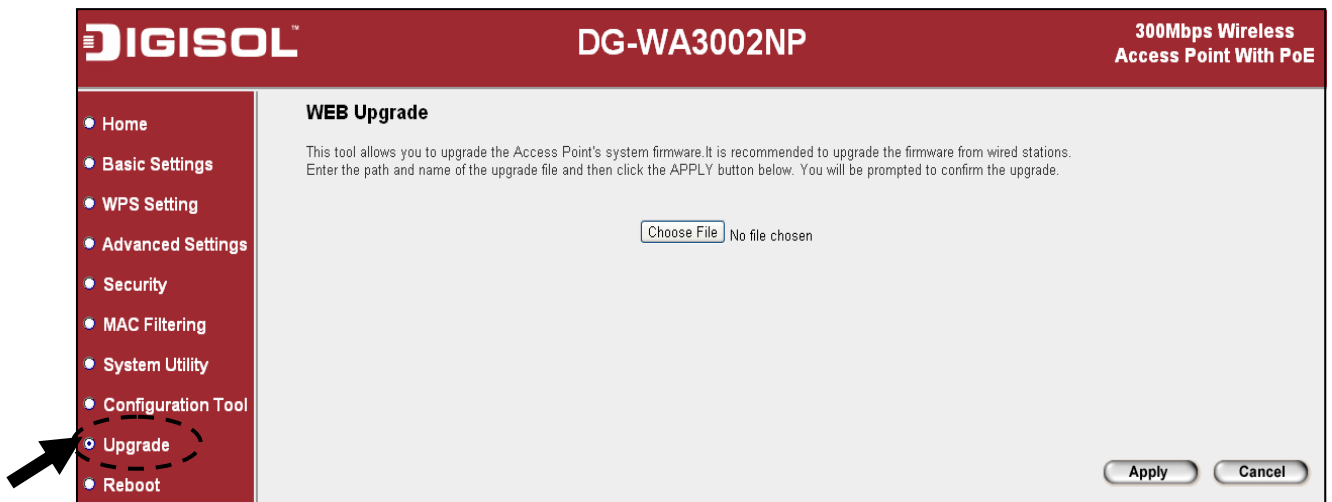 DIGISOL™
DG-WA3002NP
300Mbps Wireless
Access Point With PoE
Home
Basic Settings
WPS Setting
Advanced Settings
Security
MAC Filtering
System Utility
Configuration Tool
Upgrade
Reboot
WEB Upgrade
This tool allows you to upgrade the Access Point's system firmware.It is recommended to upgrade the firmware from wired stations.
Enter the path and name of the upgrade file and then click the APPLY button below. You will be prompted to confirm the upgrade.
Choose File No file chosen
Apply Cancel